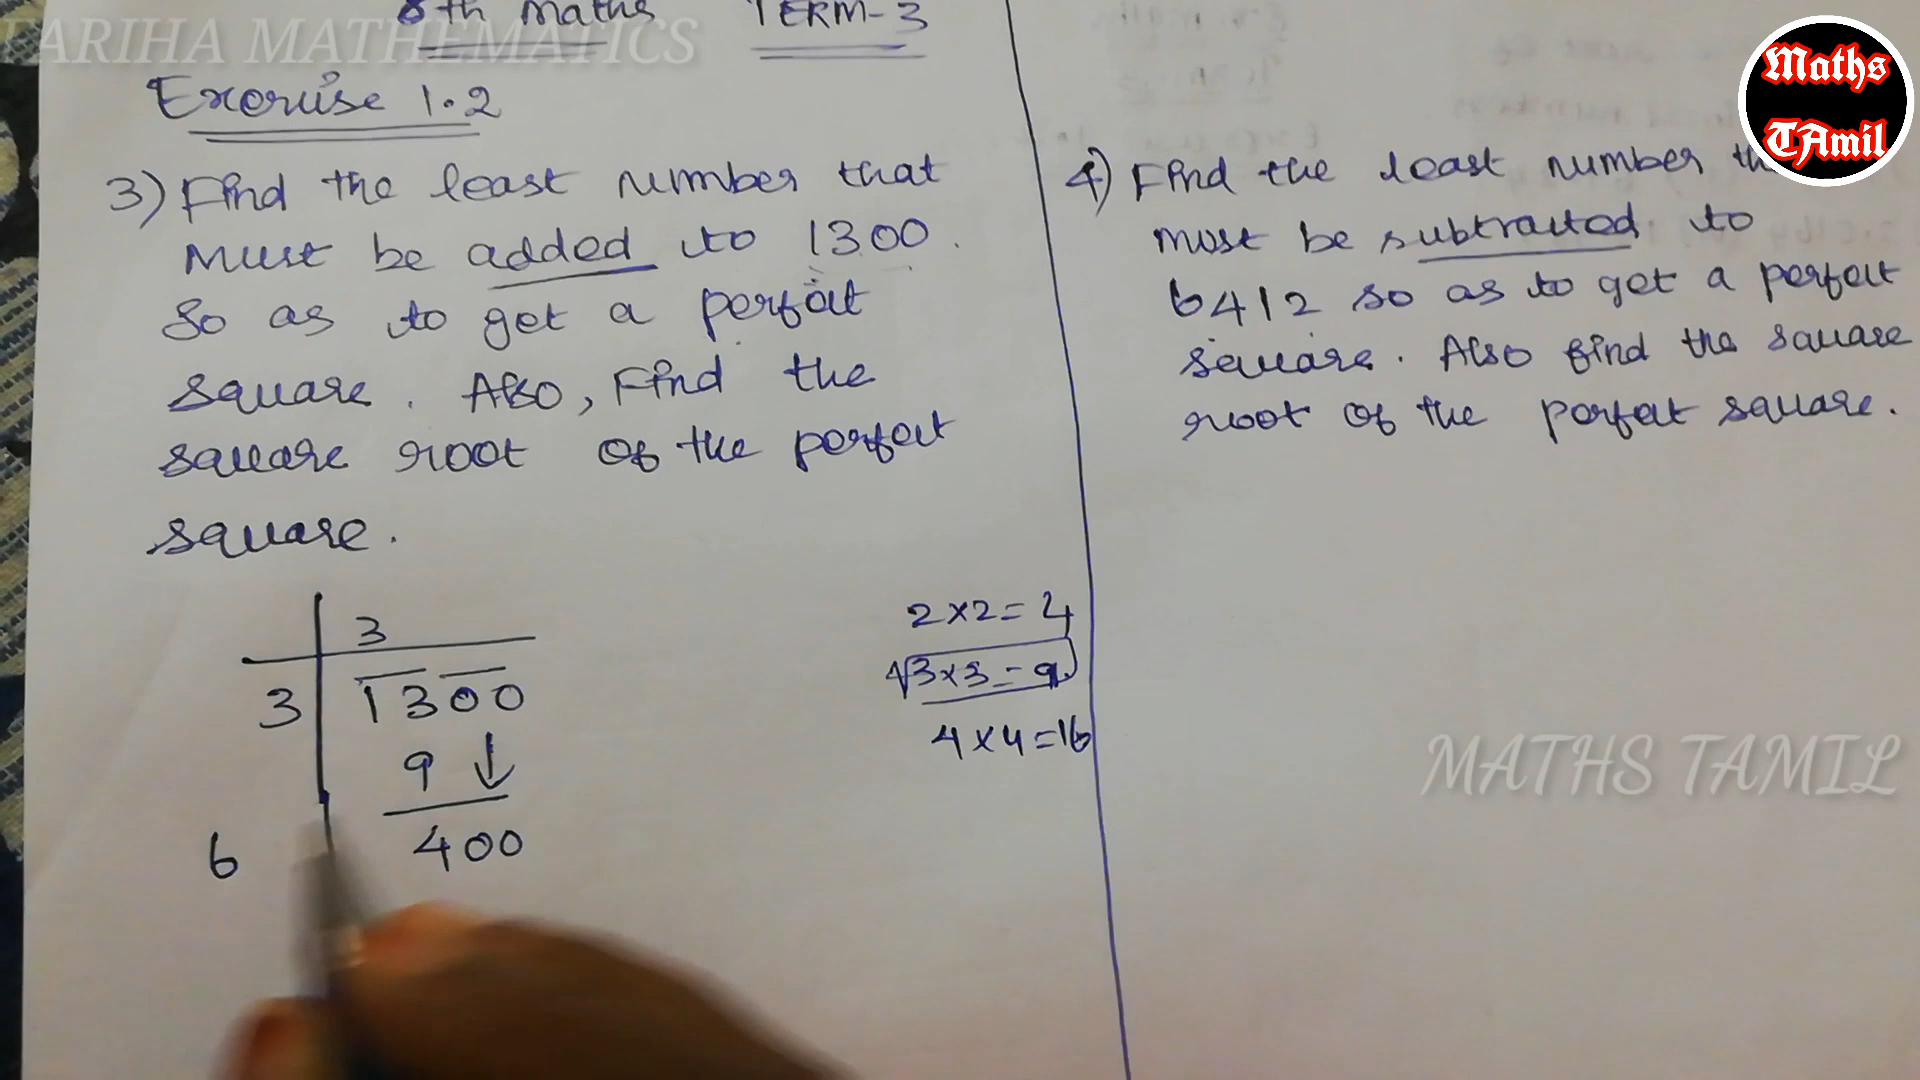 FARIHA MATHEMATICS
8th Maths TERM-3
Exercise 1.2
3) Find the least number that
Must be added to 1300.
So as to get a perfect
square. Also, Find the
square root of the perfect
square.
3
3 1300
9 ↓
6 400
2×2=4
√3×3=9
4×4=16
4) Find the least number
must be subtracted to
6412 so as to get a perfect
square. Also find the square
root of the perfect square.
Maths
TAmil
MATHS TAMIL